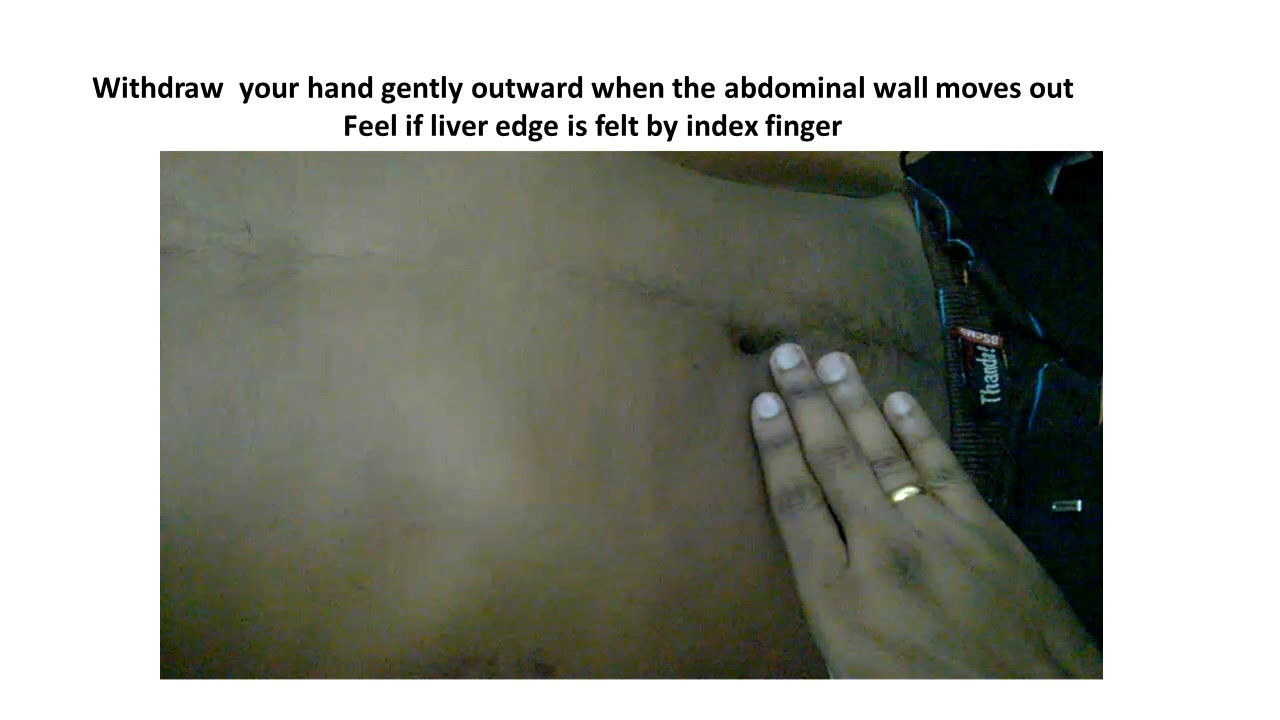 Withdraw  your hand gently outward when the abdominal wall moves out
Feel if liver edge is felt by index finger
Thande!